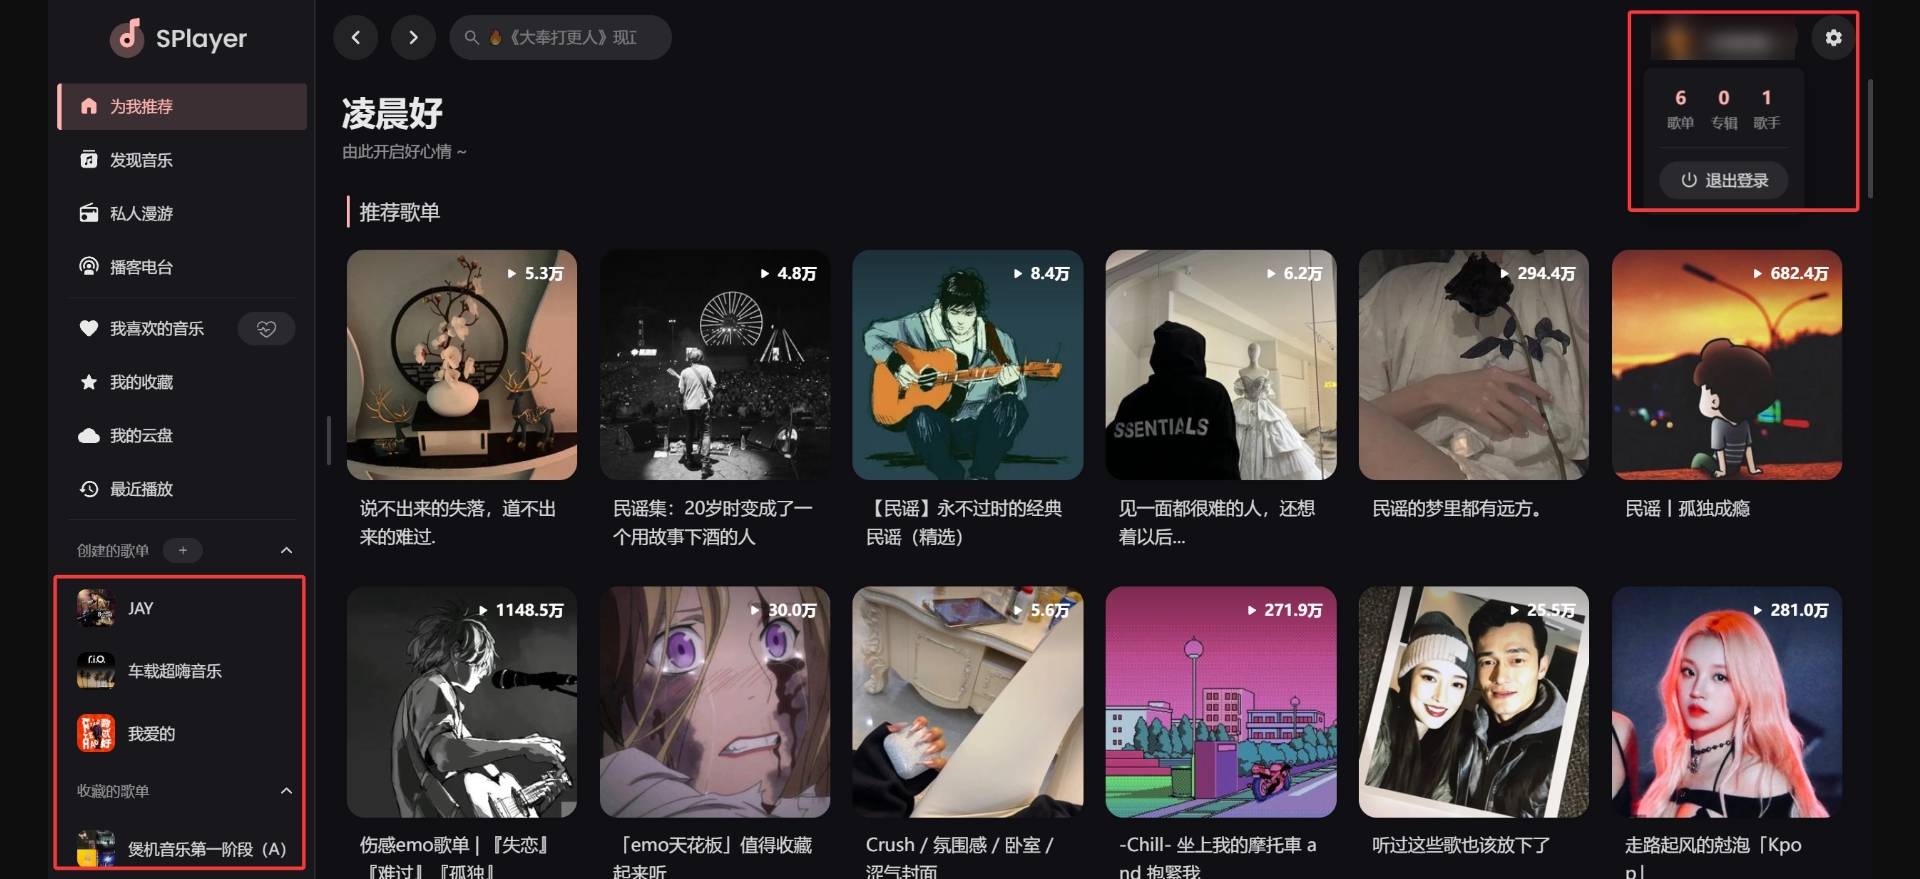 SPlayer
《大奉打更人》现江
为我推荐
发现音乐
私人漫游
播客电台
我喜欢的音乐
我的收藏
我的云盘
最近播放
创建的歌单 +
JAY
r.i.o.
车载超嗨音乐
我爱的
收藏的歌单
煲机音乐第一阶段（A）
6 0 1
歌单 专辑 歌手
退出登录
凌晨好
由此开启好心情 ~
推荐歌单
5.3万
4.8万
8.4万
6.2万
294.4万
682.4万
SSENTIALS
说不出来的失落，道不出
来的难过.
民谣集：20岁时变成了一
个用故事下酒的人
【民谣】永不过时的经典
民谣（精选）
见一面都很难的人，还想
着以后...
民谣的梦里都有远方。
民谣丨孤独成瘾
1148.5万
30.0万
5.6万
271.9万
25.5万
281.0万
伤感emo歌单 | 『失恋』
『难过』『孤独』
「emo天花板」值得收藏
起来听
Crush / 氛围感 / 卧室 /
涩气封面
-Chill- 坐上我的摩托車 a
nd 抱緊我
听过这些歌也该放下了
走路起风的尅泡「Kpo
p |